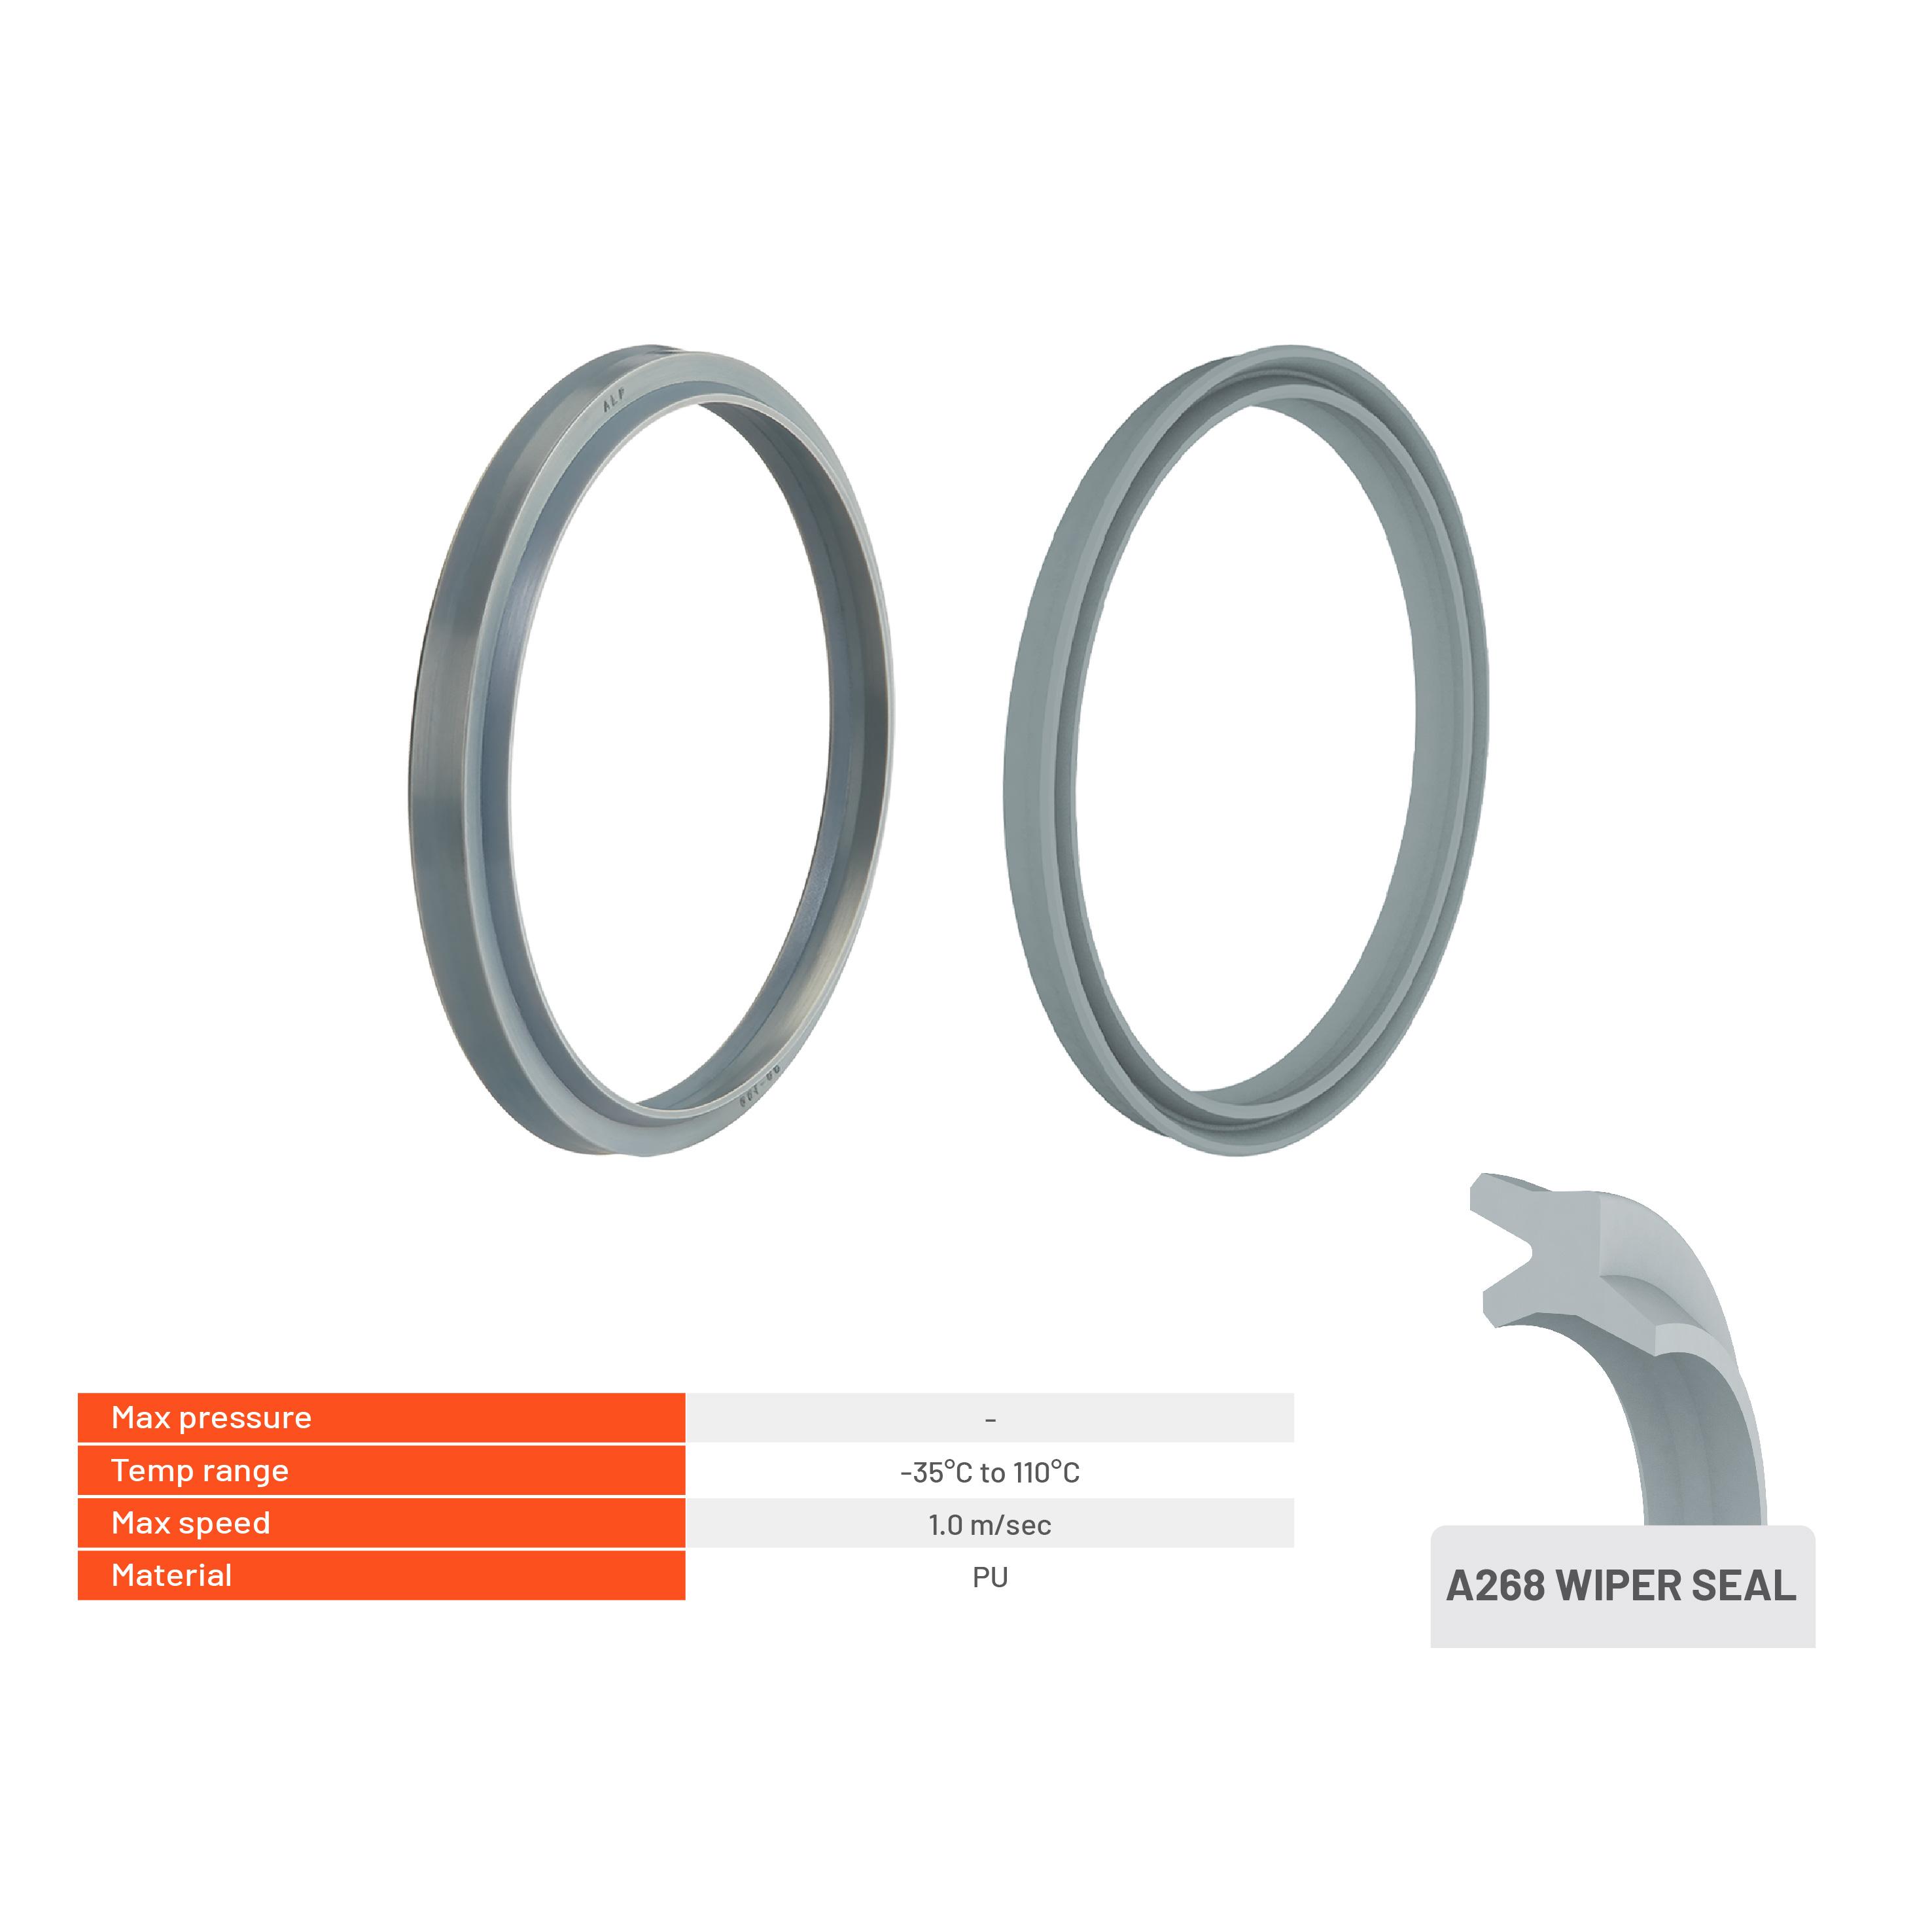 ALP
Max pressure -
Temp range -35°C to 110°C
Max speed 1.0 m/sec
Material PU
A268 WIPER SEAL